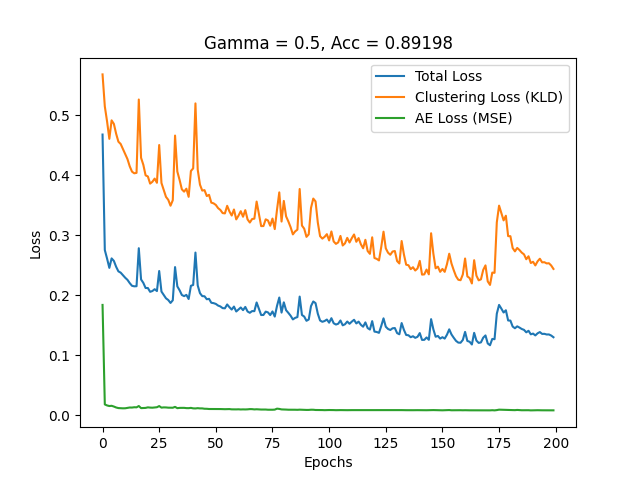 Gamma = 0.5, Acc = 0.89198
Total Loss
Clustering Loss (KLD)
AE Loss (MSE)
Loss
0.5
0.4
0.3
0.2
0.1
0.0
0 25 50 75 100 125 150 175 200
Epochs